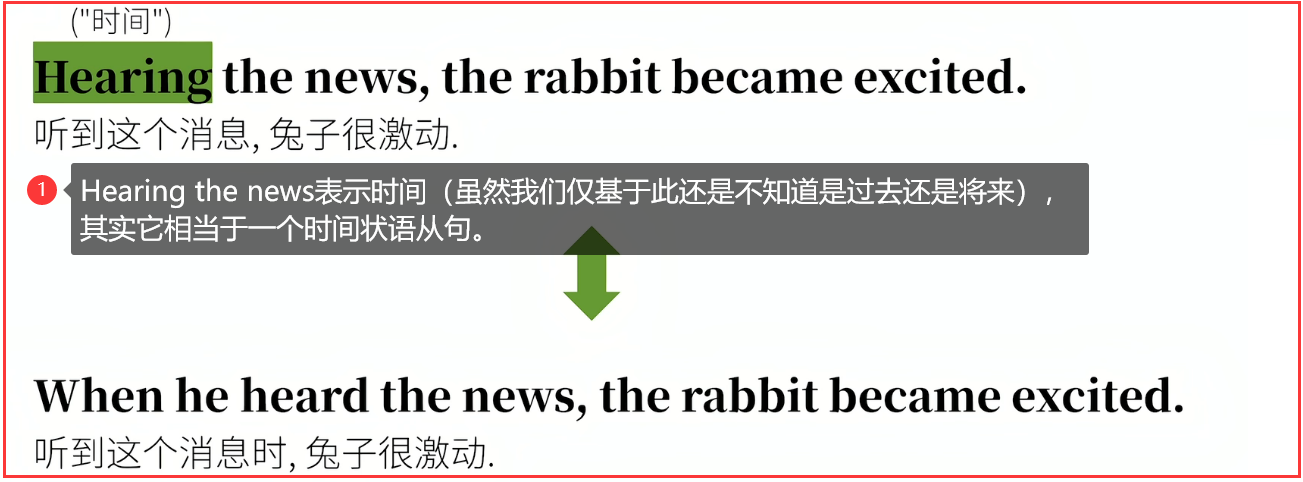 ("时间")
Hearing the news, the rabbit became excited.
听到这个消息, 兔子很激动.
1
Hearing the news表示时间（虽然我们仅基于此还是不知道是过去还是将来），
其实它相当于一个时间状语从句。
When he heard the news, the rabbit became excited.
听到这个消息时, 兔子很激动.